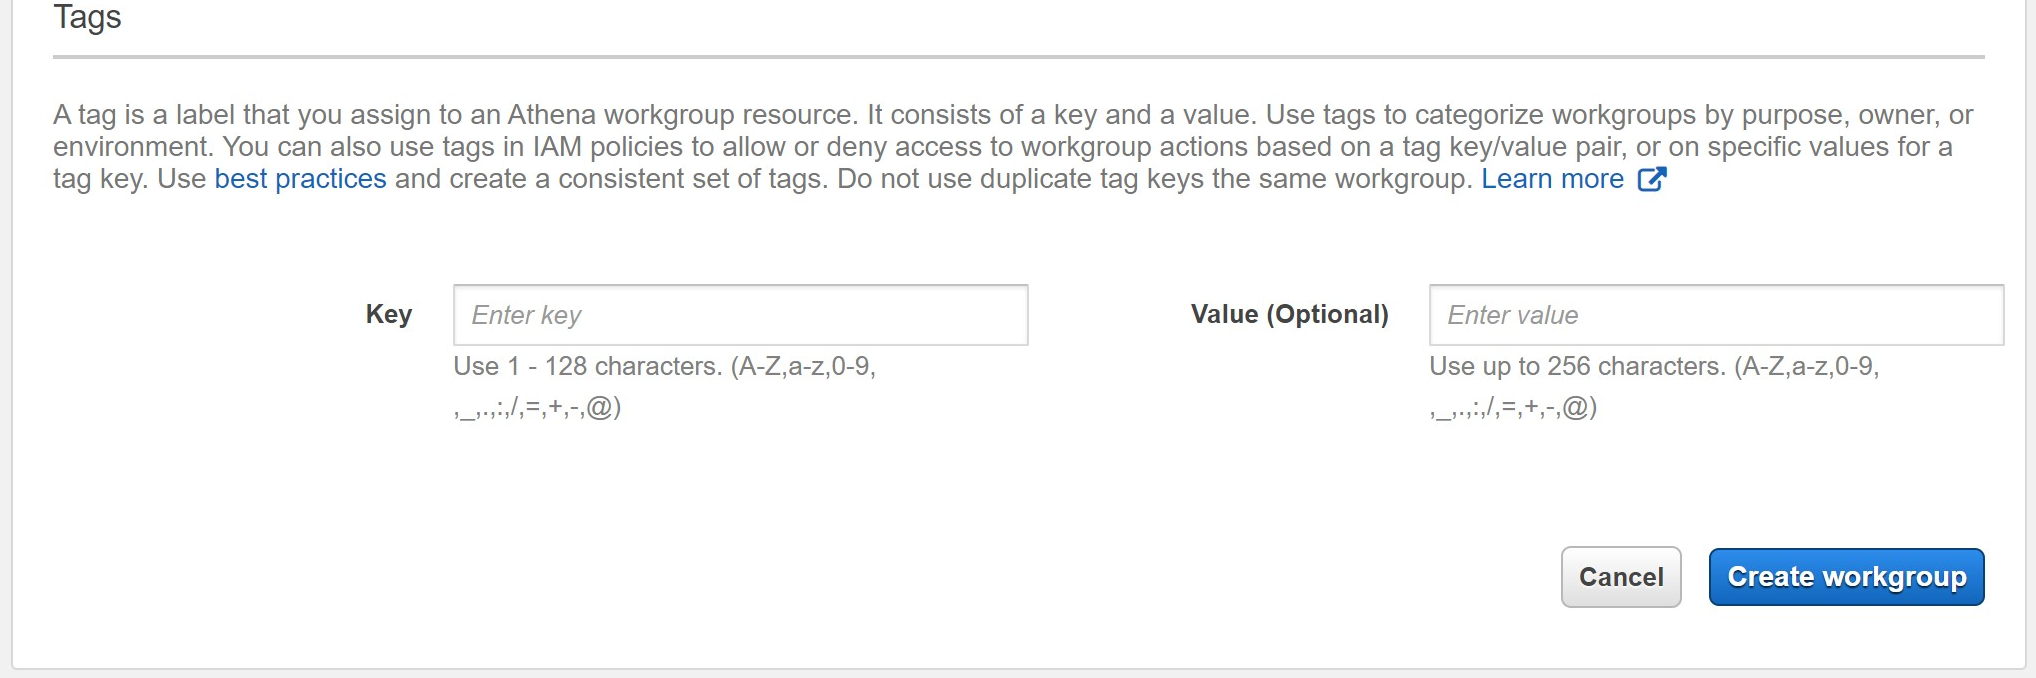 Tags
A tag is a label that you assign to an Athena workgroup resource. It consists of a key and a value. Use tags to categorize workgroups by purpose, owner, or
environment. You can also use tags in IAM policies to allow or deny access to workgroup actions based on a tag key/value pair, or on specific values for a
tag key. Use best practices and create a consistent set of tags. Do not use duplicate tag keys the same workgroup. Learn more
Key Enter key Value (Optional) Enter value
Use 1 - 128 characters. (A-Z,a-z,0-9, Use up to 256 characters. (A-Z,a-z,0-9,
,_,.,:,/,=,+,-,@) ,_,.,:,/,=,+,-,@)
Cancel Create workgroup